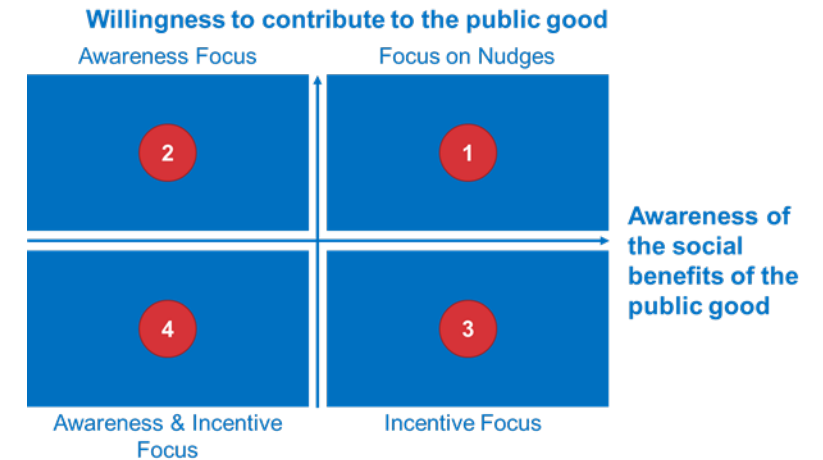 Willingness to contribute to the public good
Awareness Focus
Focus on Nudges
2
1
Awareness of
the social
benefits of the
public good
4
3
Awareness & Incentive
Focus
Incentive Focus